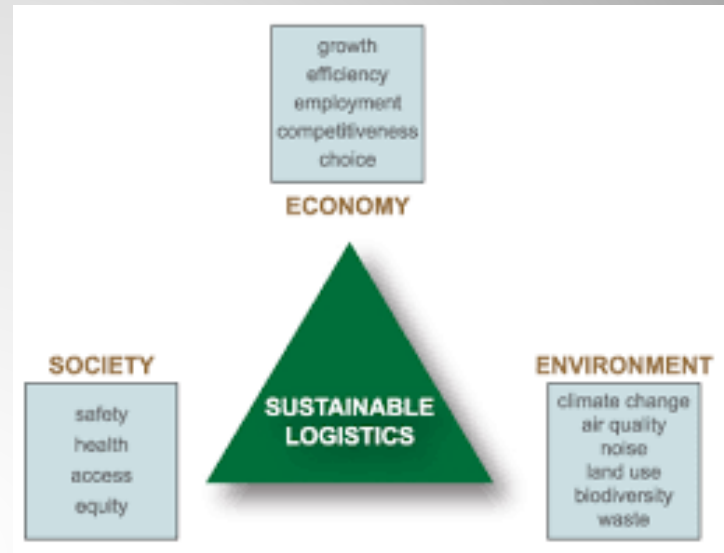 growth
efficiency
employment
competitiveness
choice
ECONOMY
SOCIETY
safety
health
access
equity
SUSTAINABLE
LOGISTICS
ENVIRONMENT
climate change
air quality
noise
land use
biodiversity
waste